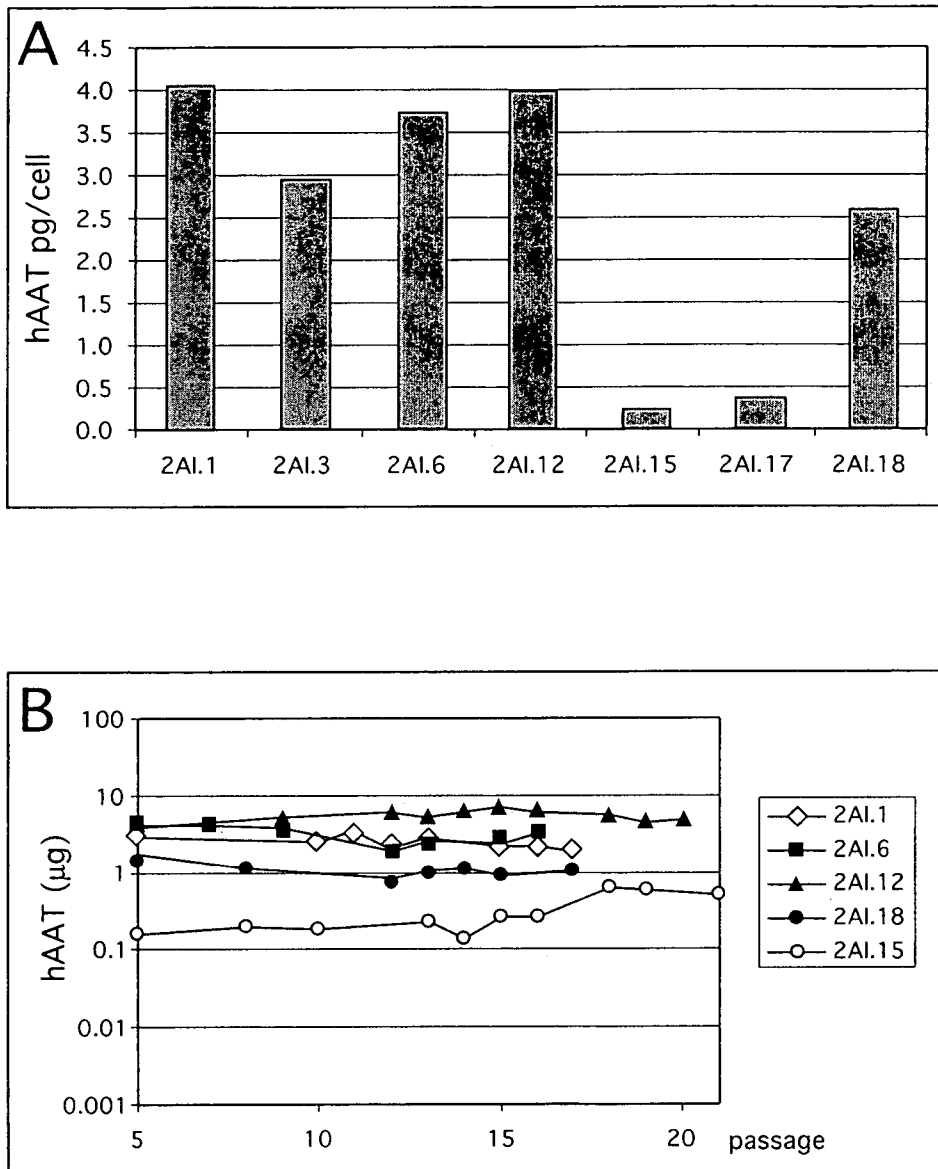 A
hAAT pg/cell
4.5
4.0
3.5
3.0
2.5
2.0
1.5
1.0
0.5
0.0
2AI.1 2AI.3 2AI.6 2AI.12 2AI.15 2AI.17 2AI.18
B
hAAT (µg)
100
10
1
0.1
0.01
0.001
5 10 15 20 passage
2AI.1
2AI.6
2AI.12
2AI.18
2AI.15